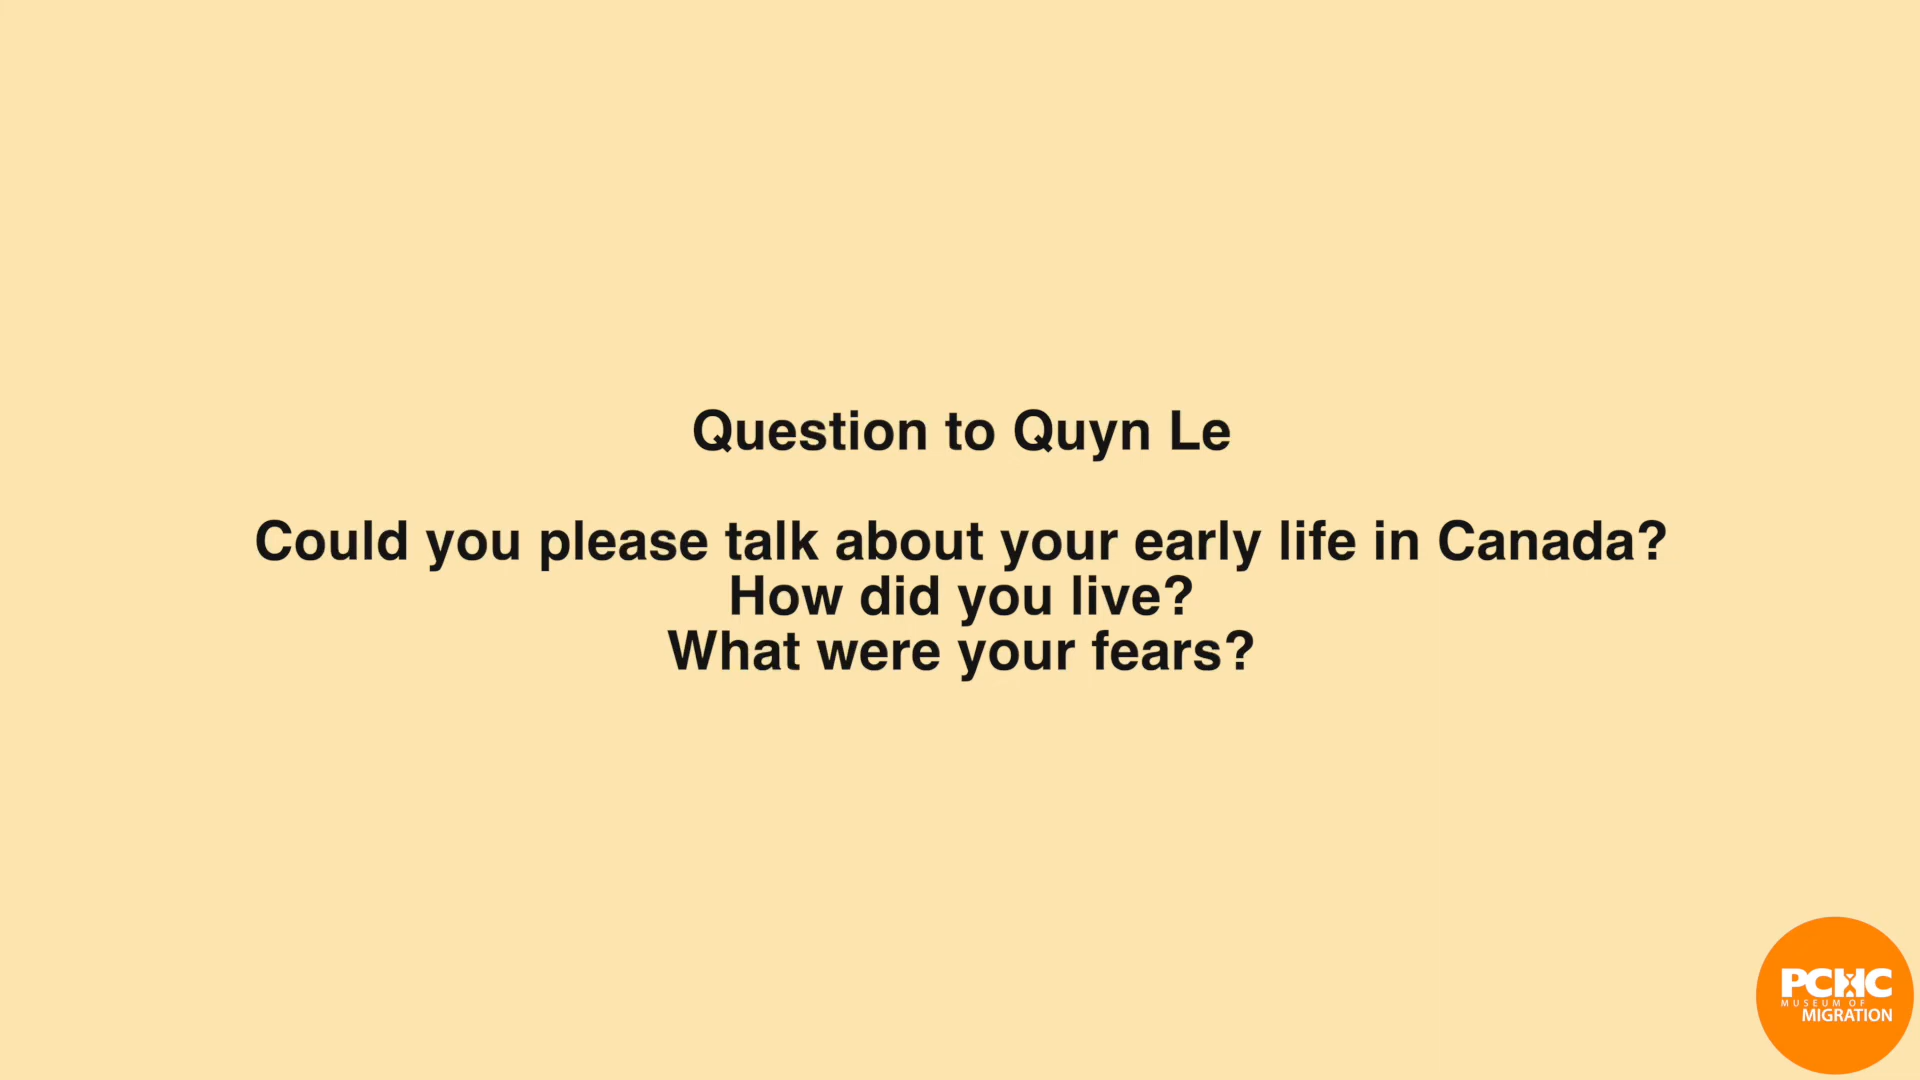 Question to Quyn Le
Could you please talk about your early life in Canada?
How did you live?
What were your fears?
PCHC
MUSEUM OF
MIGRATION